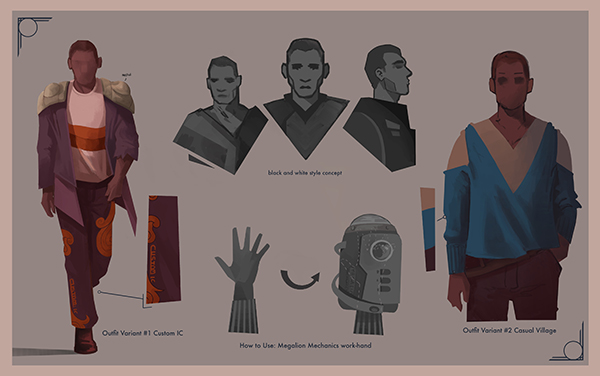 metal
black and white style concept
Outfit Variant #1 Custom IC
How to Use: Megalion Mechanics work-hand
Outfit Variant #2 Casual Village